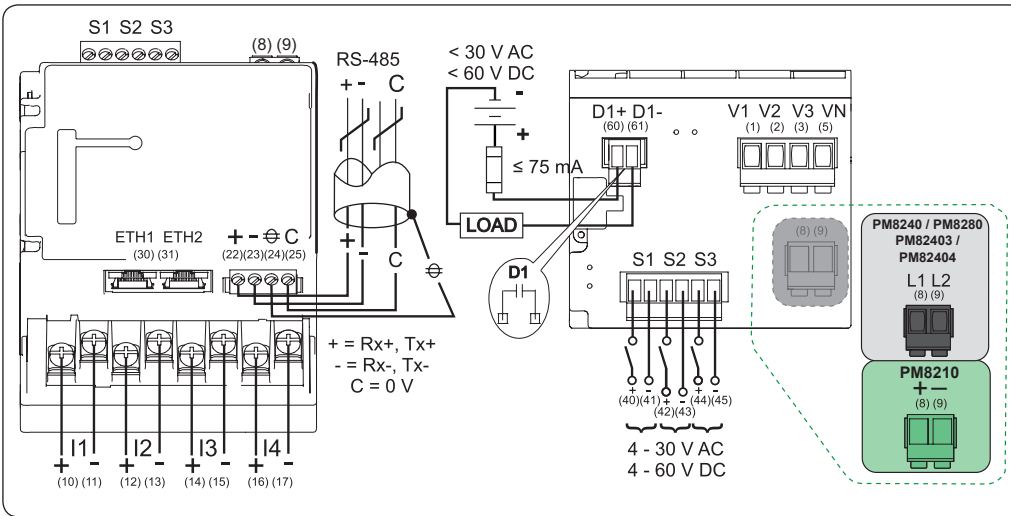 S1 S2 S3
(8) (9)
RS-485
+ - C
ETH1 ETH2
(30) (31)
+ - ⌽ C
(22)(23)(24)(25)
+
-
C
⌽
+ = Rx+, Tx+
- = Rx-, Tx-
C = 0 V
I1 I2 I3 I4
+ - + - + - + -
(10) (11) (12) (13) (14) (15) (16) (17)
< 30 V AC
< 60 V DC
-
+
≤ 75 mA
LOAD
D1+ D1-
(60) (61)
D1
V1 V2 V3 VN
(1) (2) (3) (5)
S1 S2 S3
+ - + - + -
(40)(41) (42)(43) (44)(45)
4 - 30 V AC
4 - 60 V DC
(8) (9)
PM8240 / PM8280
PM82403 /
PM82404
L1 L2
(8) (9)
PM8210
+ −
(8) (9)